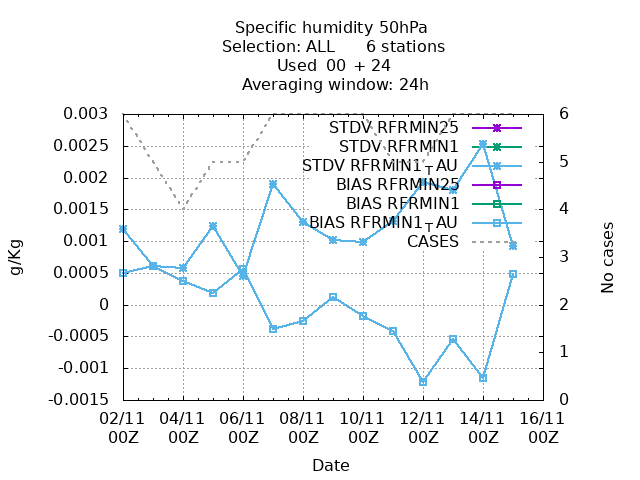 Specific humidity 50hPa
Selection: ALL 6 stations
Used 00 + 24
Averaging window: 24h
0.003
0.0025
0.002
0.0015
0.001
0.0005
0
-0.0005
-0.001
-0.0015
g/Kg
STDV RFRMIN25
STDV RFRMIN1
STDV RFRMIN1_TAU
BIAS RFRMIN25
BIAS RFRMIN1
BIAS RFRMIN1_TAU
CASES
6
5
4
3
2
1
0
No cases
02/11 04/11 06/11 08/11 10/11 12/11 14/11 16/11
00Z 00Z 00Z 00Z 00Z 00Z 00Z 00Z
Date